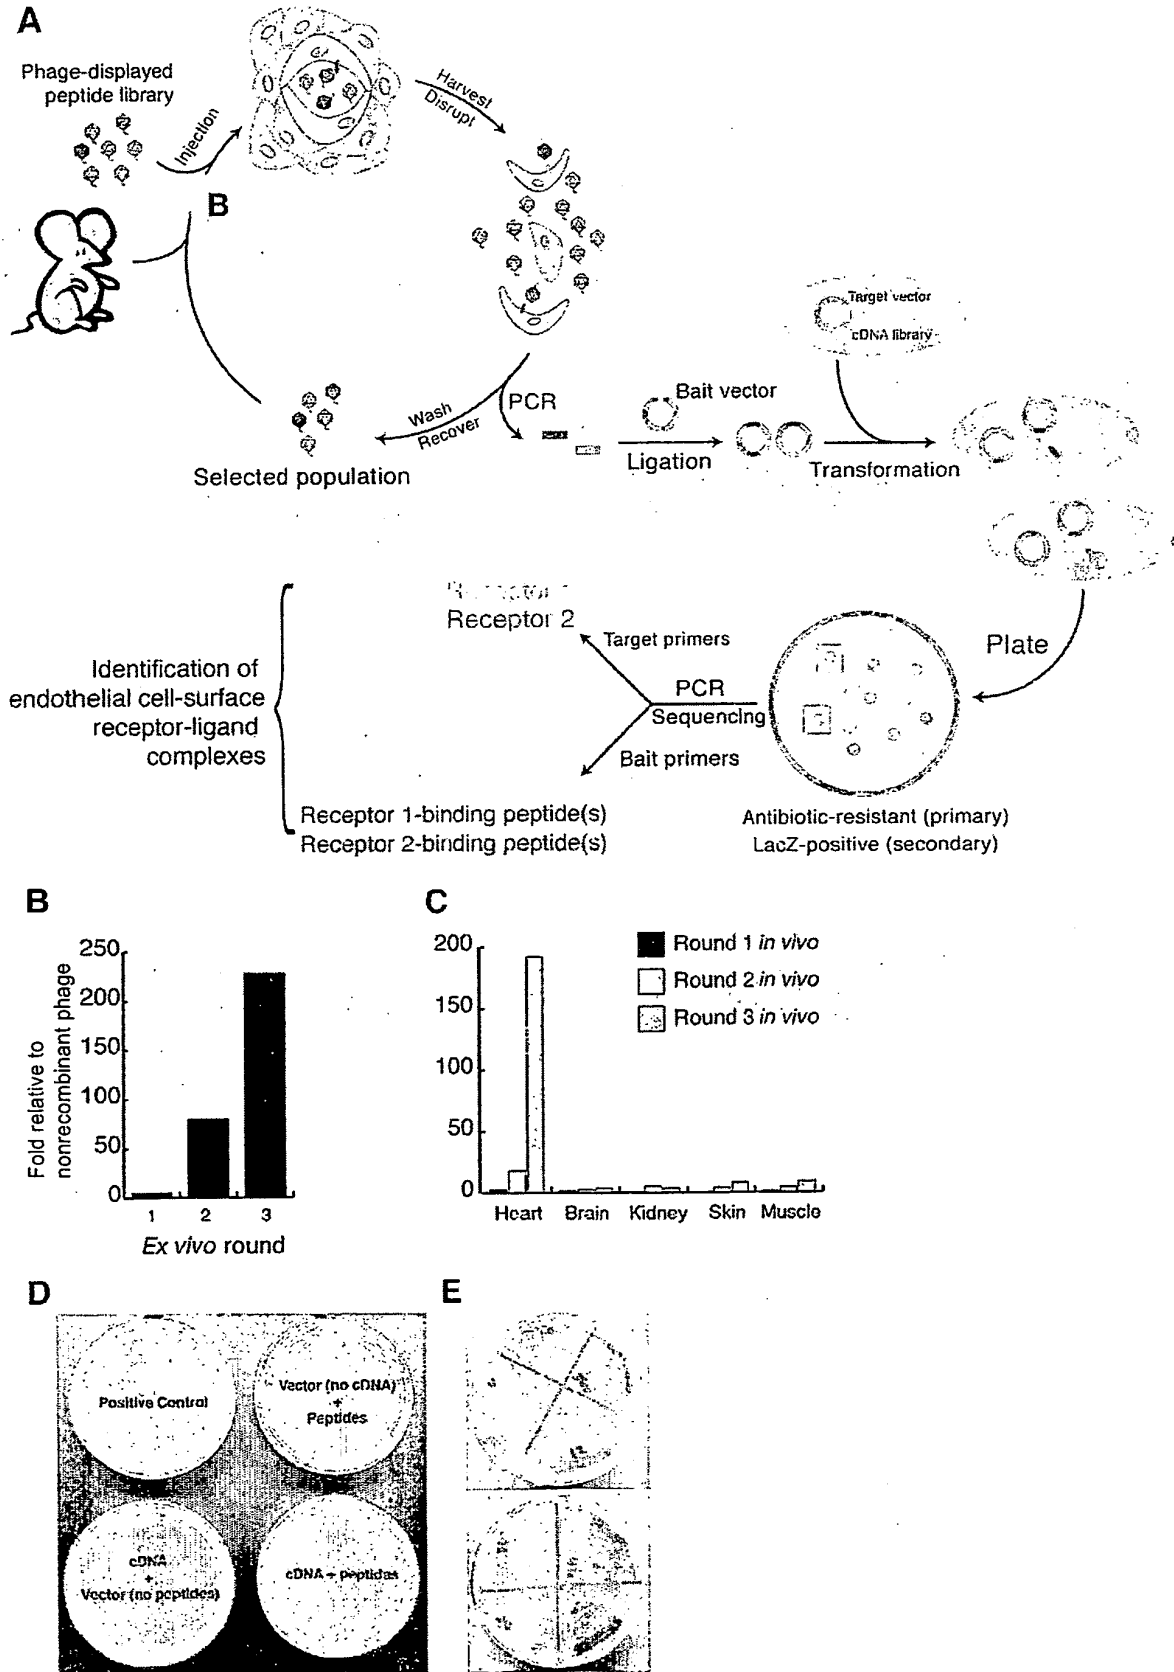 A
Phage-displayed
peptide library
Injection
Harvest
Disrupt
B
Target vector
cDNA library
Bait vector
PCR
Wash
Recover
Ligation
Transformation
Selected population
Receptor 2
Target primers
Plate
Identification of
endothelial cell-surface
receptor-ligand
complexes
PCR
Sequencing
Bait primers
Receptor 1-binding peptide(s)
Receptor 2-binding peptide(s)
Antibiotic-resistant (primary)
LacZ-positive (secondary)
B
Fold relative to
nonrecombinant phage
250
200
150
100
50
0
1 2 3
Ex vivo round
C
200
150
100
50
0
Round 1 in vivo
Round 2 in vivo
Round 3 in vivo
Heart Brain Kidney Skin Muscle
D
Positive Control
Vector (no cDNA)
+
Peptides
cDNA
+
Vector (no peptides)
cDNA + peptides
E